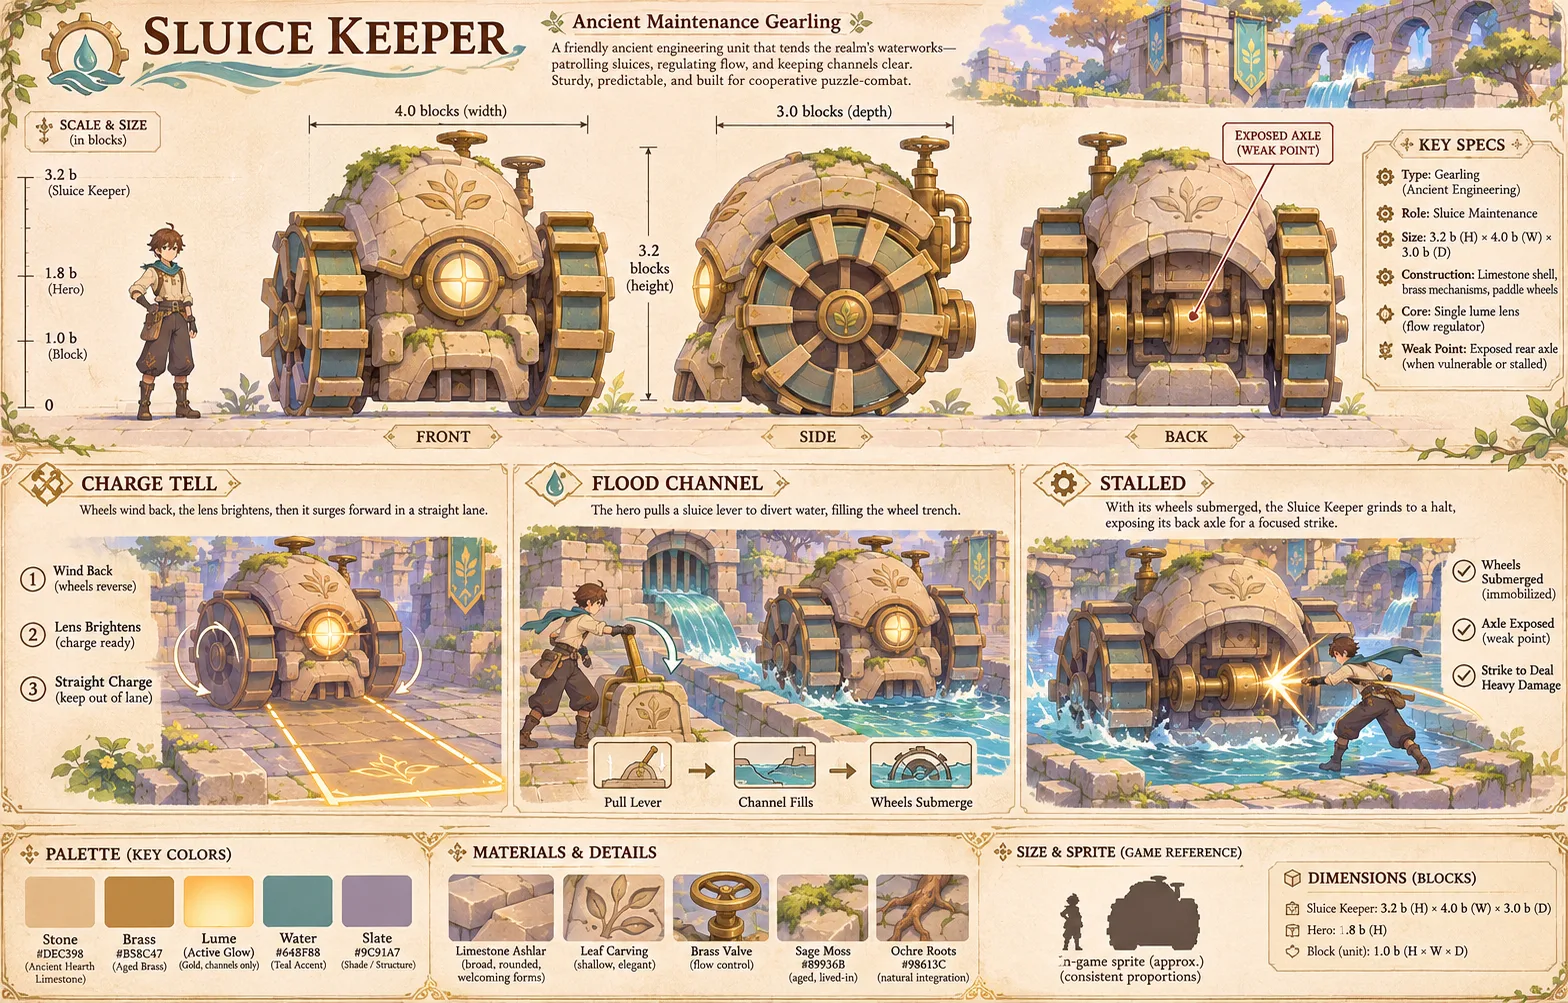 SLUICE KEEPER
Ancient Maintenance Gearling
A friendly ancient engineering unit that tends the realm's waterworks—
patrolling sluices, regulating flow, and keeping channels clear.
Sturdy, predictable, and built for cooperative puzzle-combat.
SCALE & SIZE
(in blocks)
3.2 b
(Sluice Keeper)
1.8 b
(Hero)
1.0 b
(Block)
0
4.0 blocks (width)
3.2
blocks
(height)
3.0 blocks (depth)
EXPOSED AXLE
(WEAK POINT)
FRONT
SIDE
BACK
KEY SPECS
Type: Gearling
(Ancient Engineering)
Role: Sluice Maintenance
Size: 3.2 b (H) × 4.0 b (W) ×
3.0 b (D)
Construction: Limestone shell,
brass mechanisms, paddle wheels
Core: Single lume lens
(flow regulator)
Weak Point: Exposed rear axle
(when vulnerable or stalled)
CHARGE TELL
Wheels wind back, the lens brightens, then it surges forward in a straight lane.
1 Wind Back
(wheels reverse)
2 Lens Brightens
(charge ready)
3 Straight Charge
(keep out of lane)
FLOOD CHANNEL
The hero pulls a sluice lever to divert water, filling the wheel trench.
Pull Lever
Channel Fills
Wheels Submerge
STALLED
With its wheels submerged, the Sluice Keeper grinds to a halt,
exposing its back axle for a focused strike.
Wheels
Submerged
(immobilized)
Axle Exposed
(weak point)
Strike to Deal
Heavy Damage
PALETTE (KEY COLORS)
Stone
#DEC398
(Ancient Hearth
Limestone)
Brass
#B58C47
(Aged Brass)
Lume
(Active Glow)
(Gold, channels only)
Water
#648F88
(Teal Accent)
Slate
#9C91A7
(Shade / Structure)
MATERIALS & DETAILS
Limestone Ashlar
(broad, rounded,
welcoming forms)
Leaf Carving
(shallow, elegant)
Brass Valve
(flow control)
Sage Moss
#89936B
(aged, lived-in)
Ochre Roots
#98613C
(natural integration)
SIZE & SPRITE (GAME REFERENCE)
n-game sprite (approx.)
(consistent proportions)
DIMENSIONS (BLOCKS)
Sluice Keeper: 3.2 b (H) × 4.0 b (W) × 3.0 b (D)
Hero: 1.8 b (H)
Block (unit): 1.0 b (H × W × D)